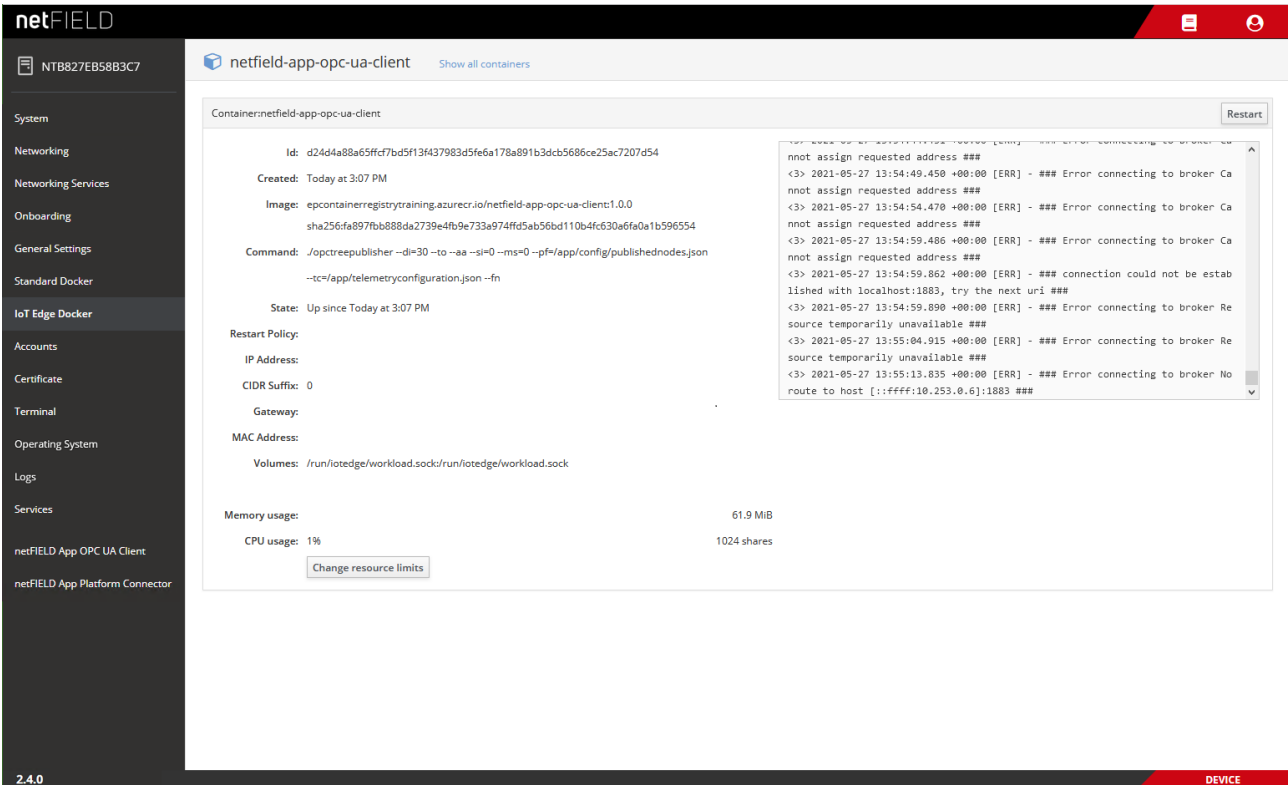 netFIELD
NTB827EB58B3C7
System
Networking
Networking Services
Onboarding
General Settings
Standard Docker
IoT Edge Docker
Accounts
Certificate
Terminal
Operating System
Logs
Services
netFIELD App OPC UA Client
netFIELD App Platform Connector
2.4.0
netfield-app-opc-ua-client Show all containers
Container:netfield-app-opc-ua-client Restart
Id: d24d4a88a65ffcf7bd5f13f437983d5fe6a178a891b3dcb5686ce25ac7207d54
Created: Today at 3:07 PM
Image: epcontainerregistrytraining.azurecr.io/netfield-app-opc-ua-client:1.0.0
sha256:fa897fbb888da2739e4fb9e733a974ffd5ab56bd110b4fc630a6fa0a1b596554
Command: ./opctreepublisher --di=30 --to --aa --si=0 --ms=0 --pf=/app/config/publishednodes.json
--tc=/app/telemetryconfiguration.json --fn
State: Up since Today at 3:07 PM
Restart Policy:
IP Address:
CIDR Suffix: 0
Gateway:
MAC Address:
Volumes: /run/iotedge/workload.sock:/run/iotedge/workload.sock
Memory usage: 61.9 MiB
CPU usage: 1% 1024 shares
Change resource limits
nnot assign requested address ###
<3> 2021-05-27 13:54:49.450 +00:00 [ERR] - ### Error connecting to broker Ca
nnot assign requested address ###
<3> 2021-05-27 13:54:54.470 +00:00 [ERR] - ### Error connecting to broker Ca
nnot assign requested address ###
<3> 2021-05-27 13:54:59.486 +00:00 [ERR] - ### Error connecting to broker Ca
nnot assign requested address ###
<3> 2021-05-27 13:54:59.862 +00:00 [ERR] - ### connection could not be estab
lished with localhost:1883, try the next uri ###
<3> 2021-05-27 13:54:59.890 +00:00 [ERR] - ### Error connecting to broker Re
source temporarily unavailable ###
<3> 2021-05-27 13:55:04.915 +00:00 [ERR] - ### Error connecting to broker Re
source temporarily unavailable ###
<3> 2021-05-27 13:55:13.835 +00:00 [ERR] - ### Error connecting to broker No
route to host [::ffff:10.253.0.6]:1883 ###
DEVICE